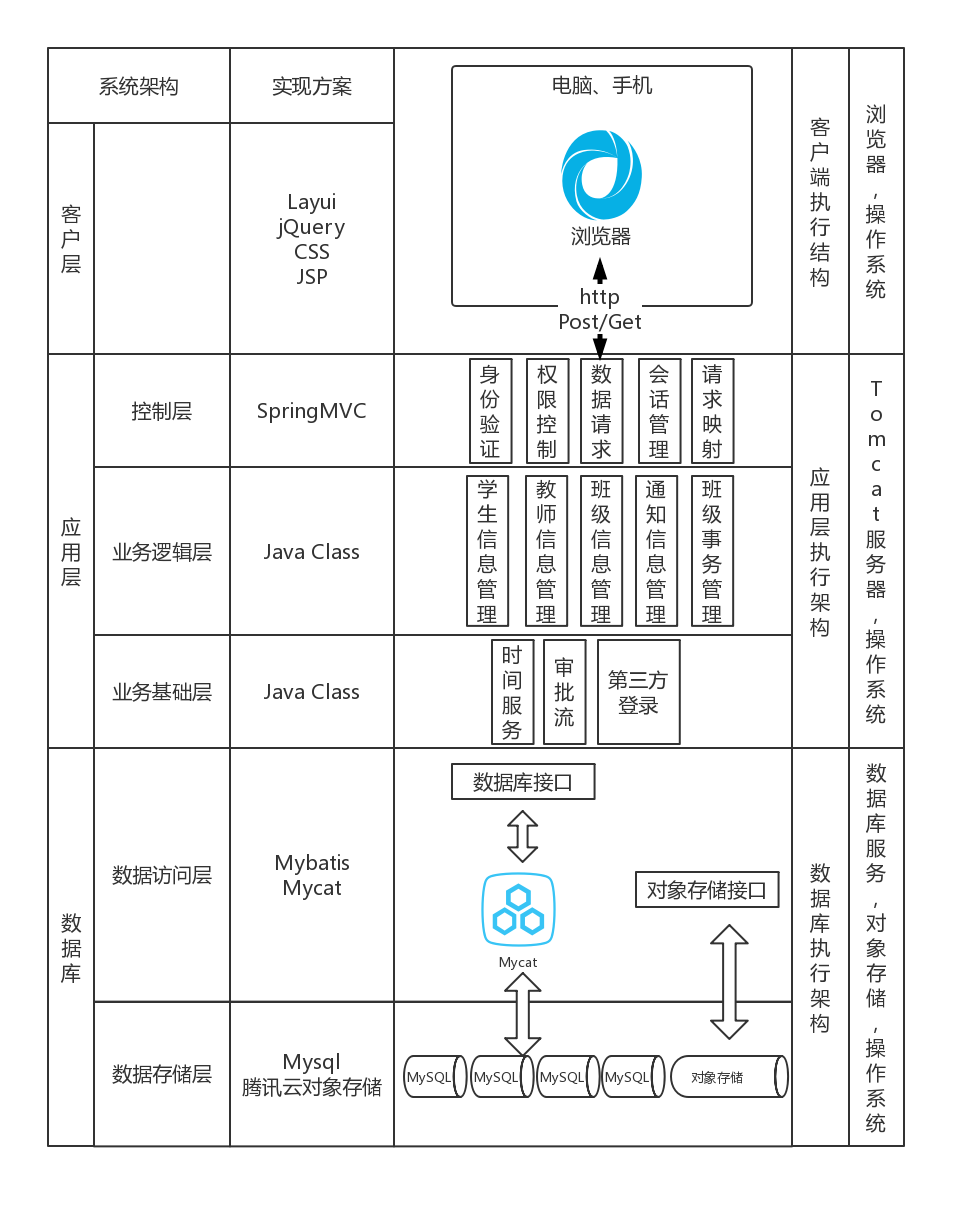 系统架构
实现方案
电脑、手机
浏览器
http
Post/Get
客户层
Layui
jQuery
CSS
JSP
客户端执行结构
浏览器，操作系统
应用层
控制层
SpringMVC
身份验证
权限控制
数据请求
会话管理
请求映射
业务逻辑层
Java Class
学生信息管理
教师信息管理
班级信息管理
通知信息管理
班级事务管理
业务基础层
Java Class
时间服务
审批流
第三方
登录
应用层执行架构
Tomcat服务器，操作系统
数据库
数据访问层
Mybatis
Mycat
数据库接口
Mycat
对象存储接口
数据存储层
Mysql
腾讯云对象存储
MySQL
MySQL
MySQL
MySQL
对象存储
数据库执行架构
数据库服务，对象存储，操作系统